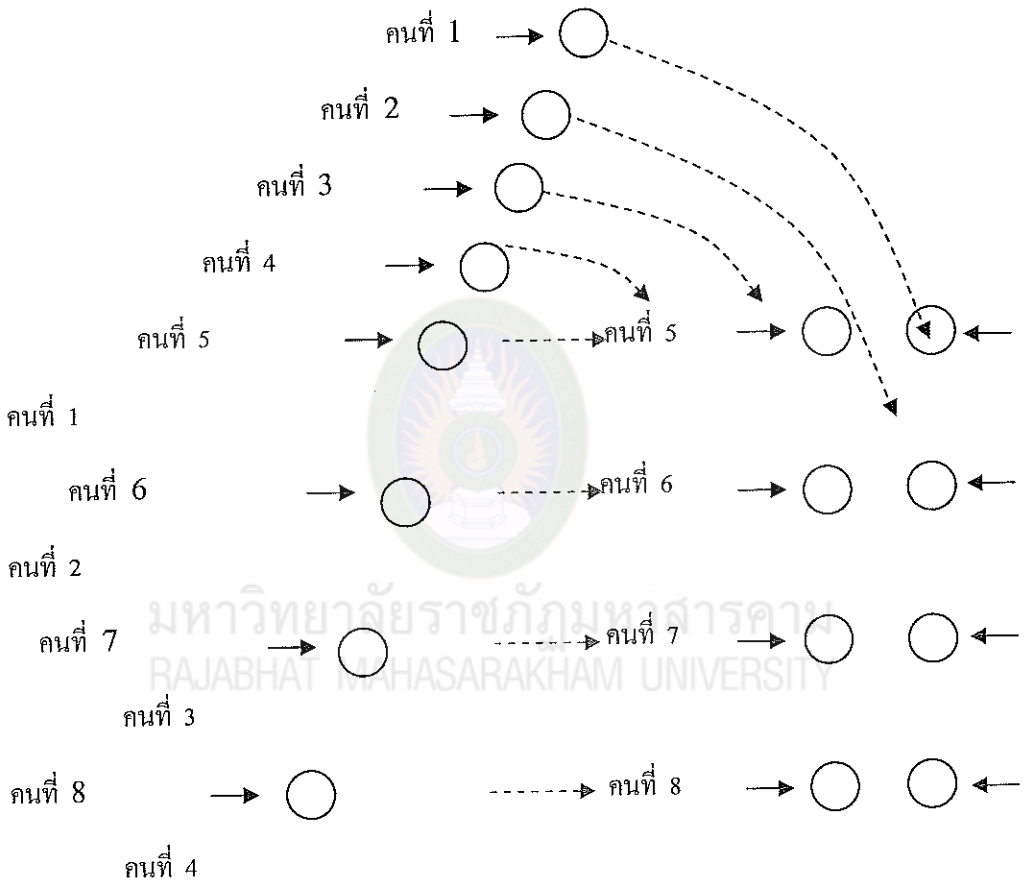 คนที่ 1
คนที่ 2
คนที่ 3
คนที่ 4
คนที่ 5 คนที่ 5
คนที่ 1
คนที่ 6 คนที่ 6
คนที่ 2
มหาวิทยาลัยราชภัฏมหาสารคาม
คนที่ 7 คนที่ 7
RAJABHAT MAHASARAKHAM UNIVERSITY
คนที่ 3
คนที่ 8 คนที่ 8
คนที่ 4